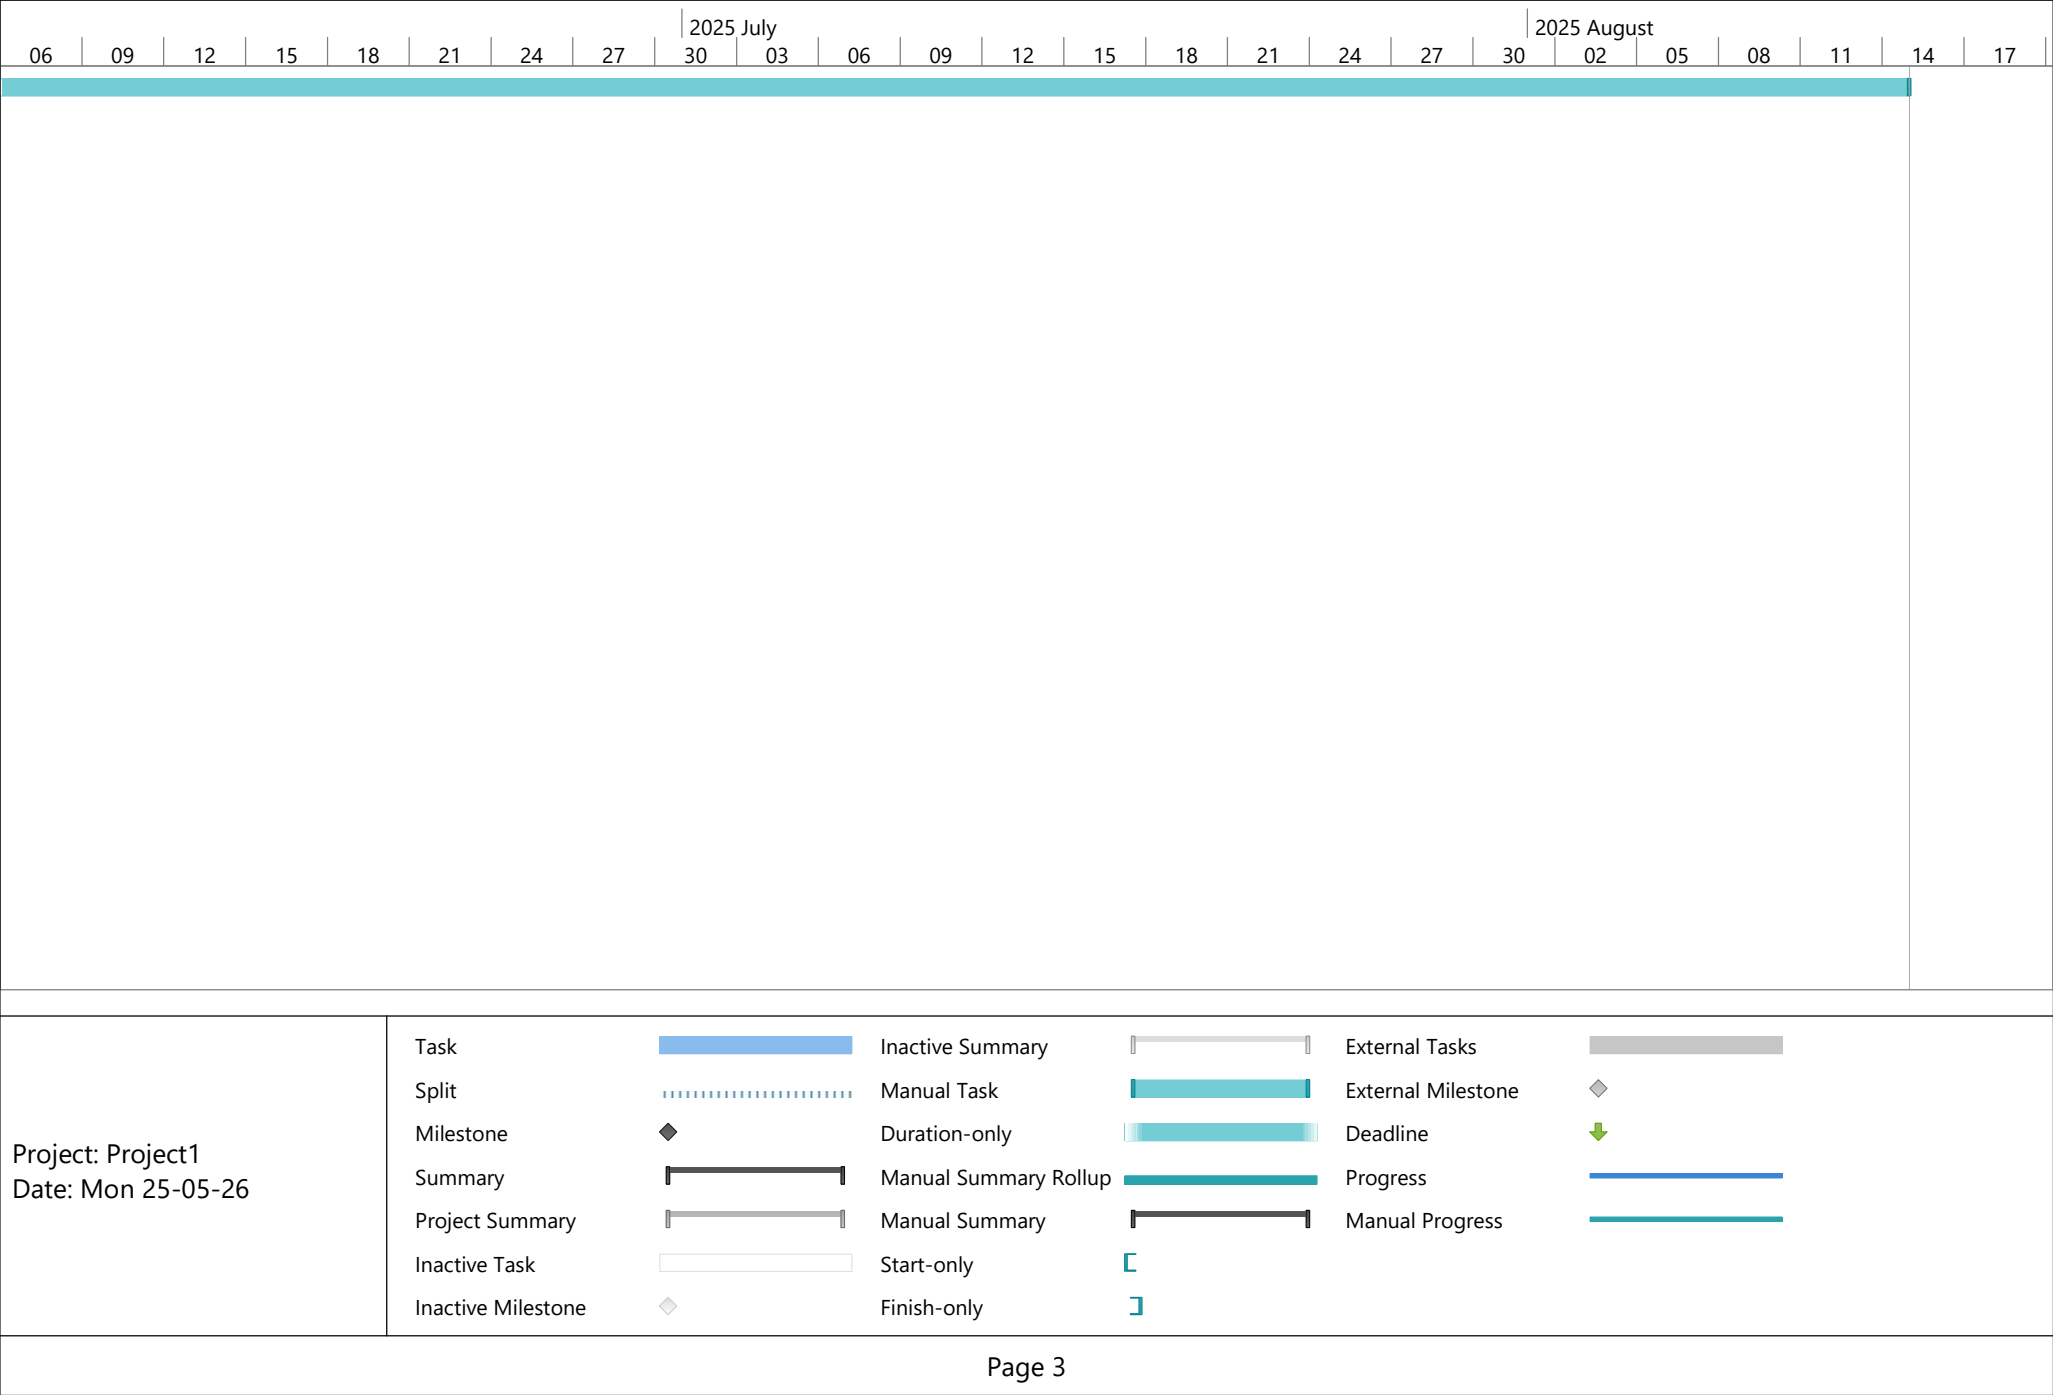 2025 July 2025 August
06 09 12 15 18 21 24 27 30 03 06 09 12 15 18 21 24 27 30 02 05 08 11 14 17
Task Inactive Summary External Tasks
Split Manual Task External Milestone
Milestone Duration-only Deadline
Project: Project1
Summary Manual Summary Rollup Progress
Date: Mon 25-05-26
Project Summary Manual Summary Manual Progress
Inactive Task Start-only
Inactive Milestone Finish-only
Page 3